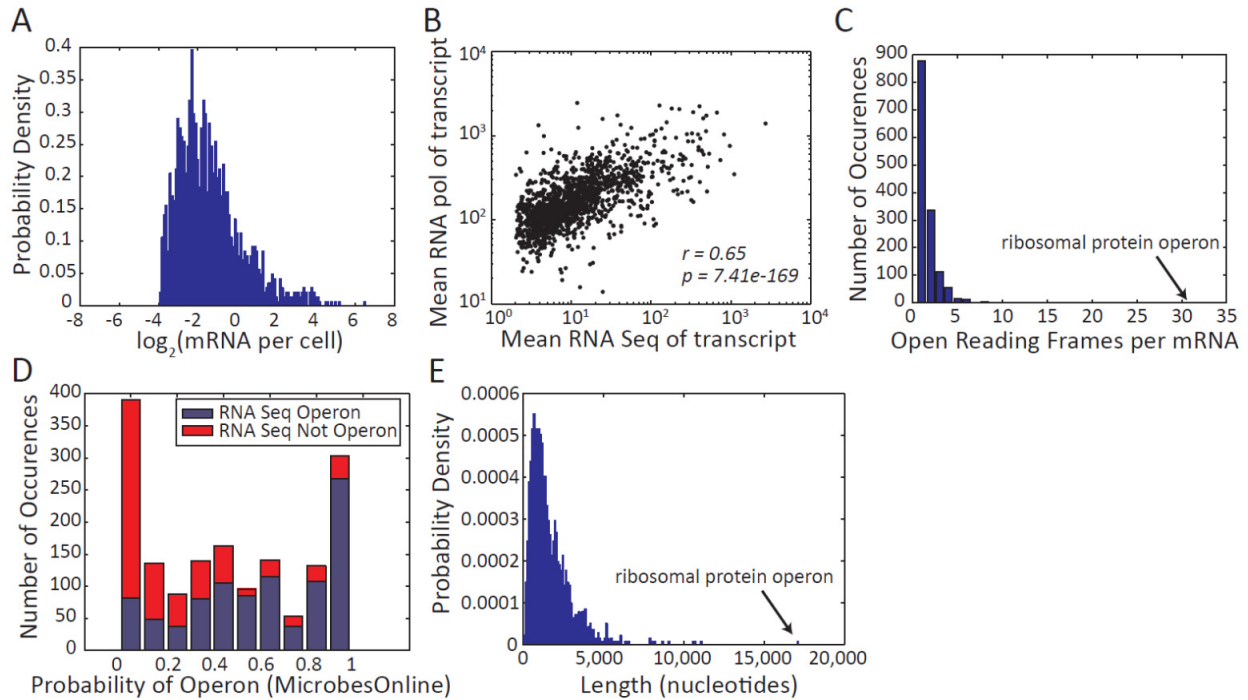 A
Probability Density
0.4
0.35
0.3
0.25
0.2
0.15
0.1
0.05
0
-8 -6 -4 -2 0 2 4 6 8
log2(mRNA per cell)
B
Mean RNA pol of transcript
10^4
10^3
10^2
10^1
r = 0.65
p = 7.41e-169
10^0 10^1 10^2 10^3 10^4
Mean RNA Seq of transcript
C
Number of Occurences
900
800
700
600
500
400
300
200
100
0
ribosomal protein operon
0 5 10 15 20 25 30 35
Open Reading Frames per mRNA
D
Number of Occurences
400
350
300
250
200
150
100
50
0
RNA Seq Operon
RNA Seq Not Operon
0 0.2 0.4 0.6 0.8 1
Probability of Operon (MicrobesOnline)
E
Probability Density
0.0006
0.0005
0.0004
0.0003
0.0002
0.0001
0
ribosomal protein operon
0 5,000 10,000 15,000 20,000
Length (nucleotides)